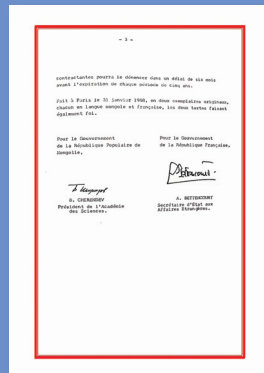 - 3 -
contractantes pourra le dénoncer dans un délai de six mois
avant l'expiration de chaque période de cinq ans.
Fait à Paris le 31 janvier 1968, en deux exemplaires originaux,
chacun en langue mongole et française, les deux textes faisant
également foi.
Pour le Gouvernement
de la République Populaire de
Mongolie,
B. CHIRENDEV
Président de l'Académie
des Sciences.
Pour le Gouvernement
de la République Française,
A. BETTENCOURT
Secrétaire d'Etat aux
Affaires Etrangères.